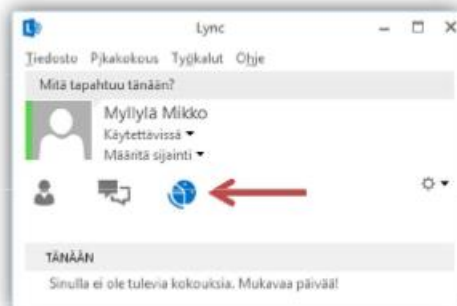 Lync
Tiedosto Pikakokous Työkalut Ohje
Mitä tapahtuu tänään?
Myllylä Mikko
Käytettävissä
Määritä sijainti
TÄNÄÄN
Sinulla ei ole tulevia kokouksia. Mukavaa päivää!